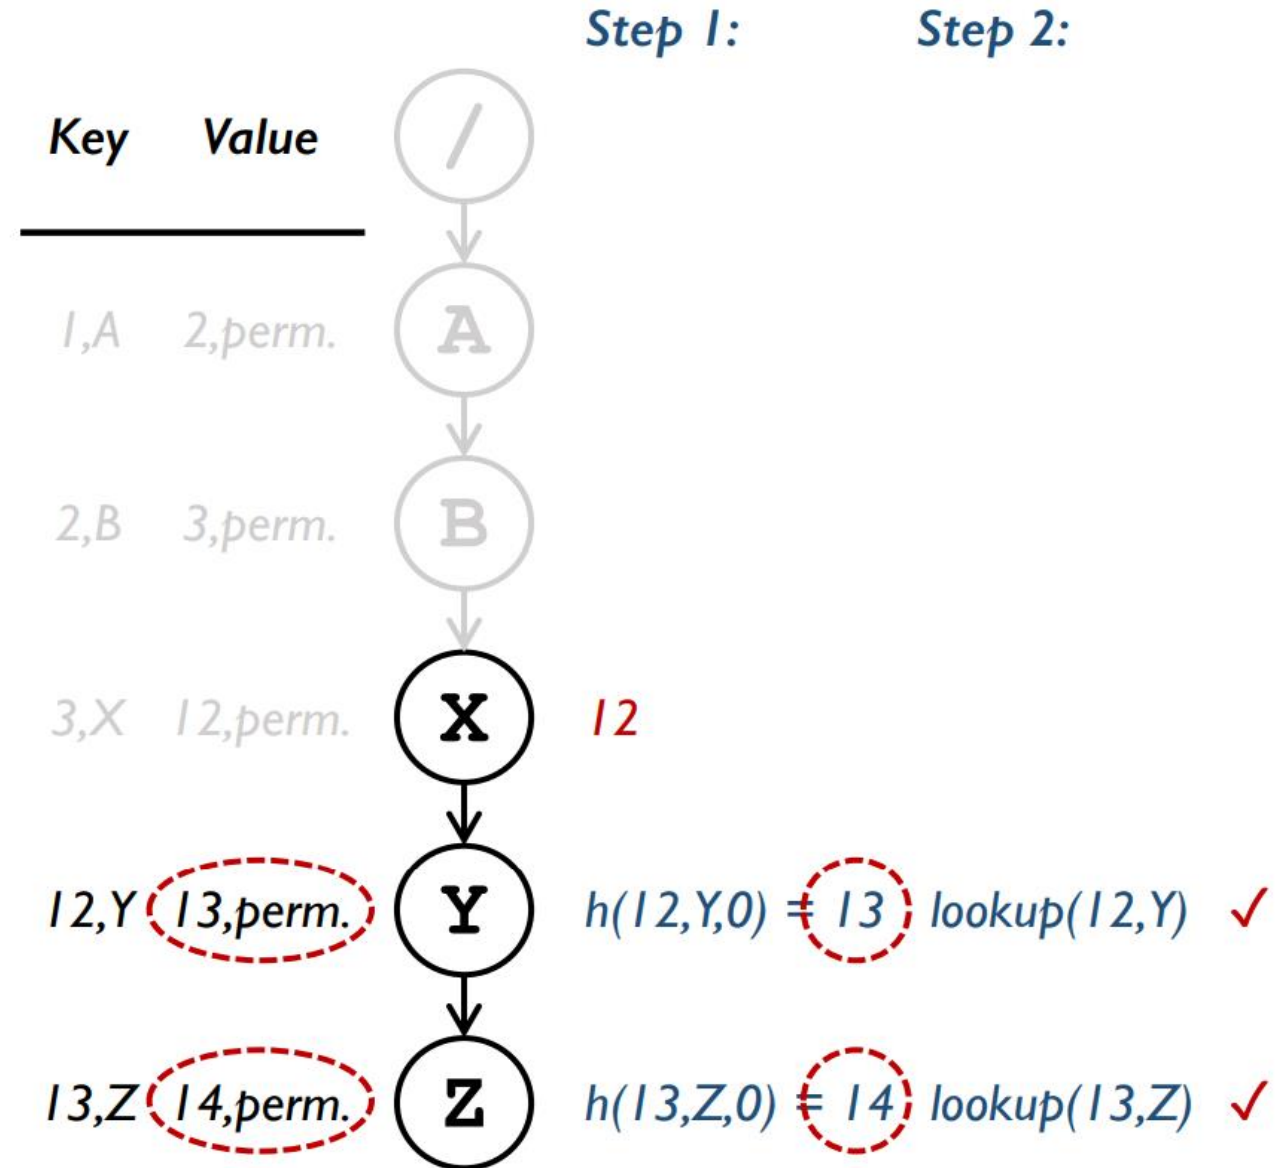 Step 1: Step 2:
Key Value /
1,A 2,perm. A
2,B 3,perm. B
3,X 12,perm. X 12
12,Y 13,perm. Y h(12,Y,0) = 13 lookup(12,Y) ✓
13,Z 14,perm. Z h(13,Z,0) = 14 lookup(13,Z) ✓